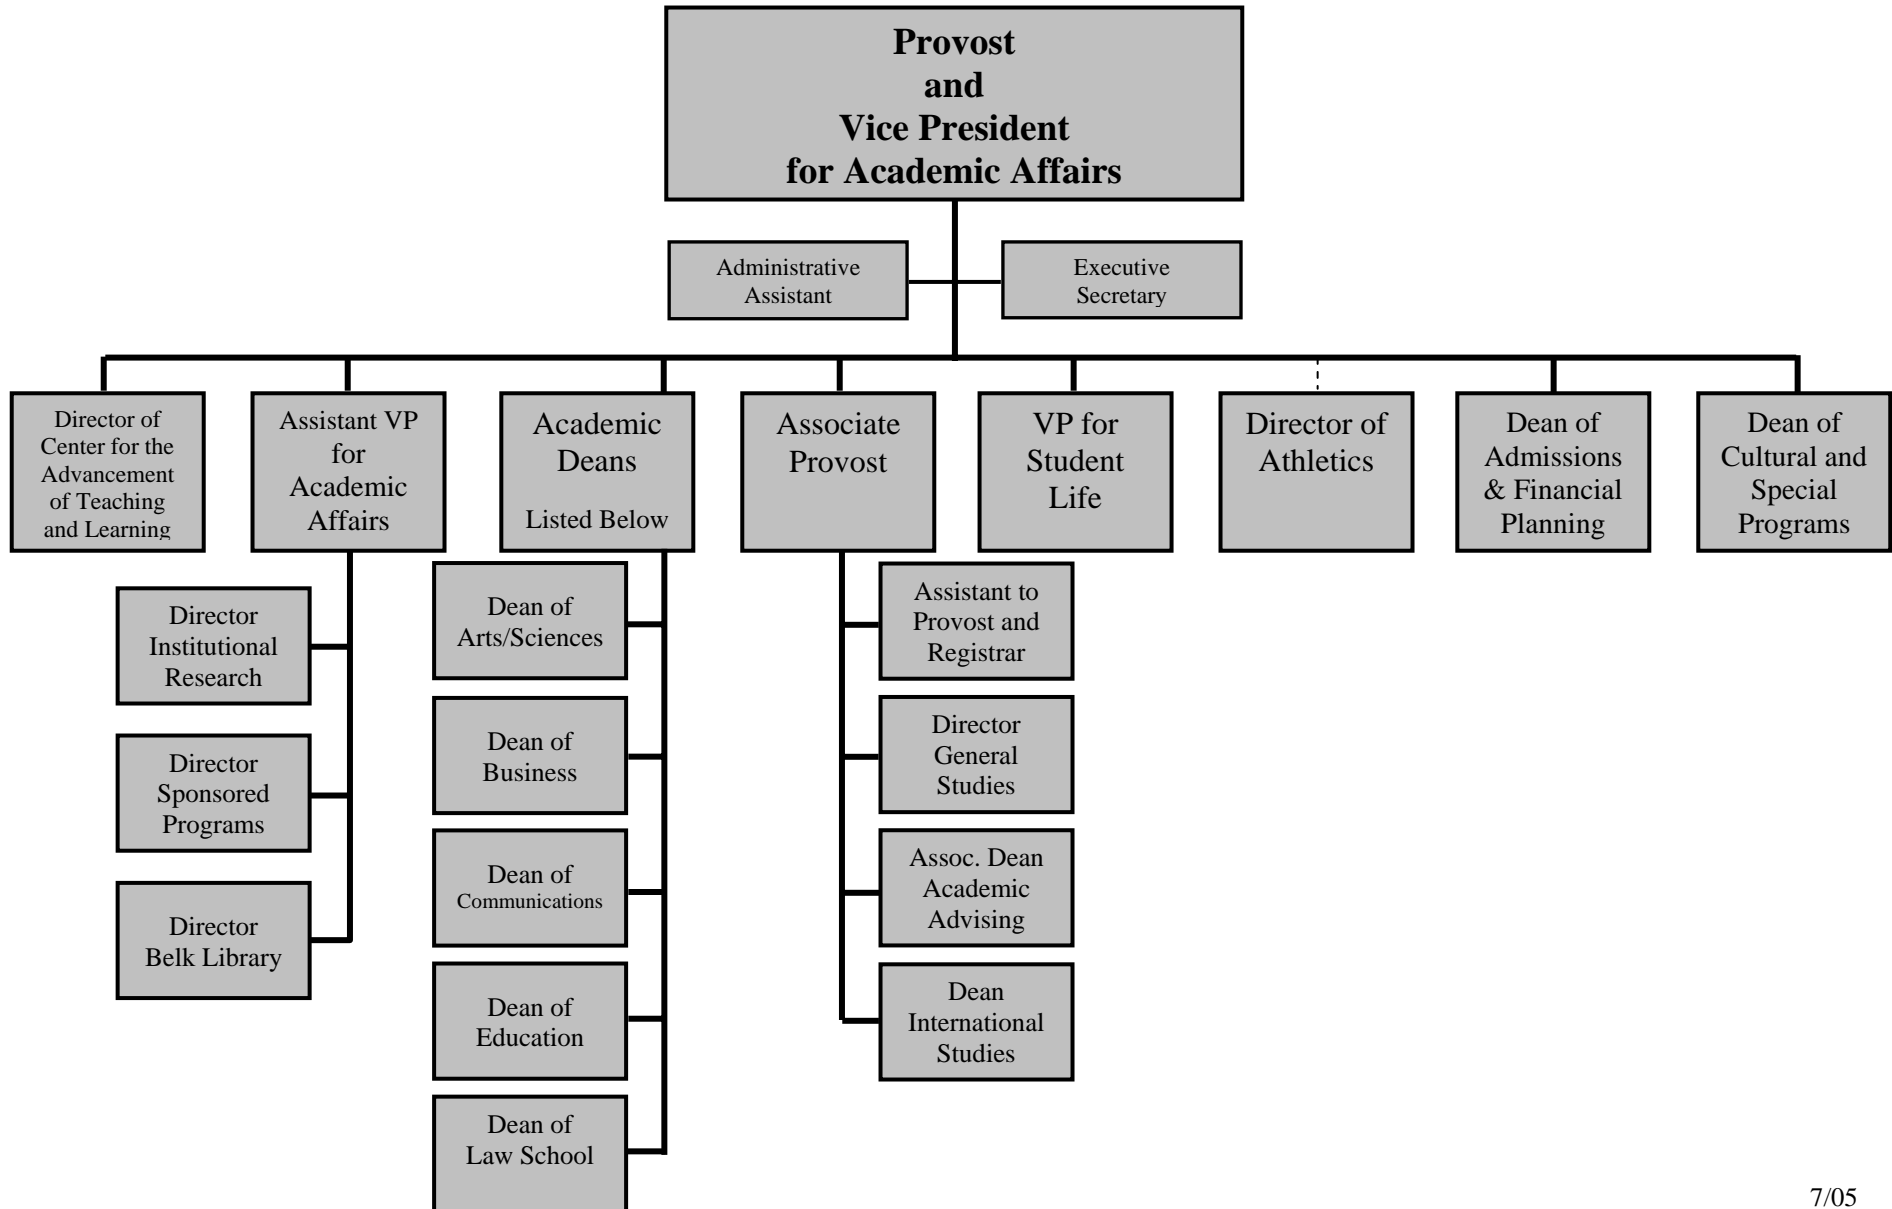 Provost
and
Vice President
for Academic Affairs
Administrative
Assistant
Executive
Secretary
Director of
Center for the
Advancement
of Teaching
and Learning
Assistant VP
for
Academic
Affairs
Academic
Deans
Listed Below
Associate
Provost
VP for
Student
Life
Director of
Athletics
Dean of
Admissions
& Financial
Planning
Dean of
Cultural and
Special
Programs
Director
Institutional
Research
Director
Sponsored
Programs
Director
Belk Library
Dean of
Arts/Sciences
Dean of
Business
Dean of
Communications
Dean of
Education
Dean of
Law School
Assistant to
Provost and
Registrar
Director
General
Studies
Assoc. Dean
Academic
Advising
Dean
International
Studies
7/05